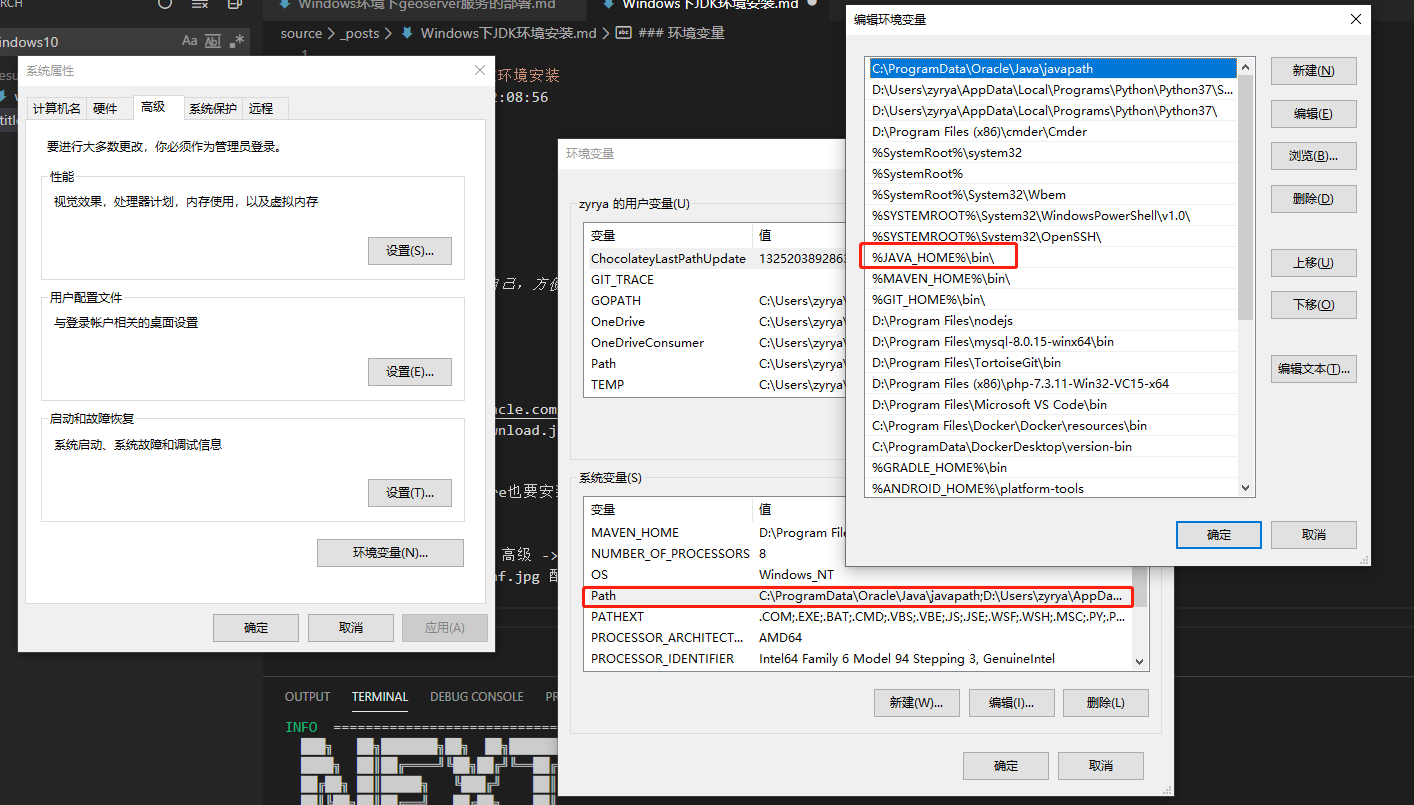 RCH
Windows环境下geoserver服务的部署.md
Windows下JDK环境安装.md
indows10
Aa
source > _posts > Windows下JDK环境安装.md > ### 环境变量
1
环境安装
2:08:56
系统属性
计算机名
硬件
高级
系统保护
远程
要进行大多数更改，你必须作为管理员登录。
性能
视觉效果，处理器计划，内存使用，以及虚拟内存
设置(S)...
用户配置文件
与登录帐户相关的桌面设置
设置(E)...
启动和故障恢复
系统启动、系统故障和调试信息
设置(T)...
环境变量(N)...
确定
取消
应用(A)
自己，方便
acle.com
wnload.j
re也要安装
高级 ->
nf.jpg 配
环境变量
zyrya 的用户变量(U)
变量
值
ChocolateyLastPathUpdate
1325203892863
GIT_TRACE
GOPATH
C:\Users\zyrya\
OneDrive
C:\Users\zyrya\
OneDriveConsumer
C:\Users\zyrya\
Path
C:\Users\zyrya\
TEMP
C:\Users\zyrya\
系统变量(S)
变量
值
MAVEN_HOME
D:\Program File
NUMBER_OF_PROCESSORS
8
OS
Windows_NT
Path
C:\ProgramData\Oracle\Java\javapath;D:\Users\zyrya\AppDa...
PATHEXT
.COM;.EXE;.BAT;.CMD;.VBS;.VBE;.JS;.JSE;.WSF;.WSH;.MSC;.PY;.P...
PROCESSOR_ARCHITECT...
AMD64
PROCESSOR_IDENTIFIER
Intel64 Family 6 Model 94 Stepping 3, GenuineIntel
新建(W)...
编辑(I)...
删除(L)
确定
取消
编辑环境变量
C:\ProgramData\Oracle\Java\javapath
D:\Users\zyrya\AppData\Local\Programs\Python\Python37\S...
D:\Users\zyrya\AppData\Local\Programs\Python\Python37\
D:\Program Files (x86)\cmder\Cmder
%SystemRoot%\system32
%SystemRoot%
%SystemRoot%\System32\Wbem
%SYSTEMROOT%\System32\WindowsPowerShell\v1.0\
%SYSTEMROOT%\System32\OpenSSH\
%JAVA_HOME%\bin\
%MAVEN_HOME%\bin\
%GIT_HOME%\bin\
D:\Program Files\nodejs
D:\Program Files\mysql-8.0.15-winx64\bin
D:\Program Files\TortoiseGit\bin
D:\Program Files (x86)\php-7.3.11-Win32-VC15-x64
D:\Program Files\Microsoft VS Code\bin
C:\Program Files\Docker\Docker\resources\bin
C:\ProgramData\DockerDesktop\version-bin
%GRADLE_HOME%\bin
%ANDROID_HOME%\platform-tools
新建(N)
编辑(E)
浏览(B)...
删除(D)
上移(U)
下移(O)
编辑文本(T)...
确定
取消
OUTPUT
TERMINAL
DEBUG CONSOLE
PR
INFO ==========================